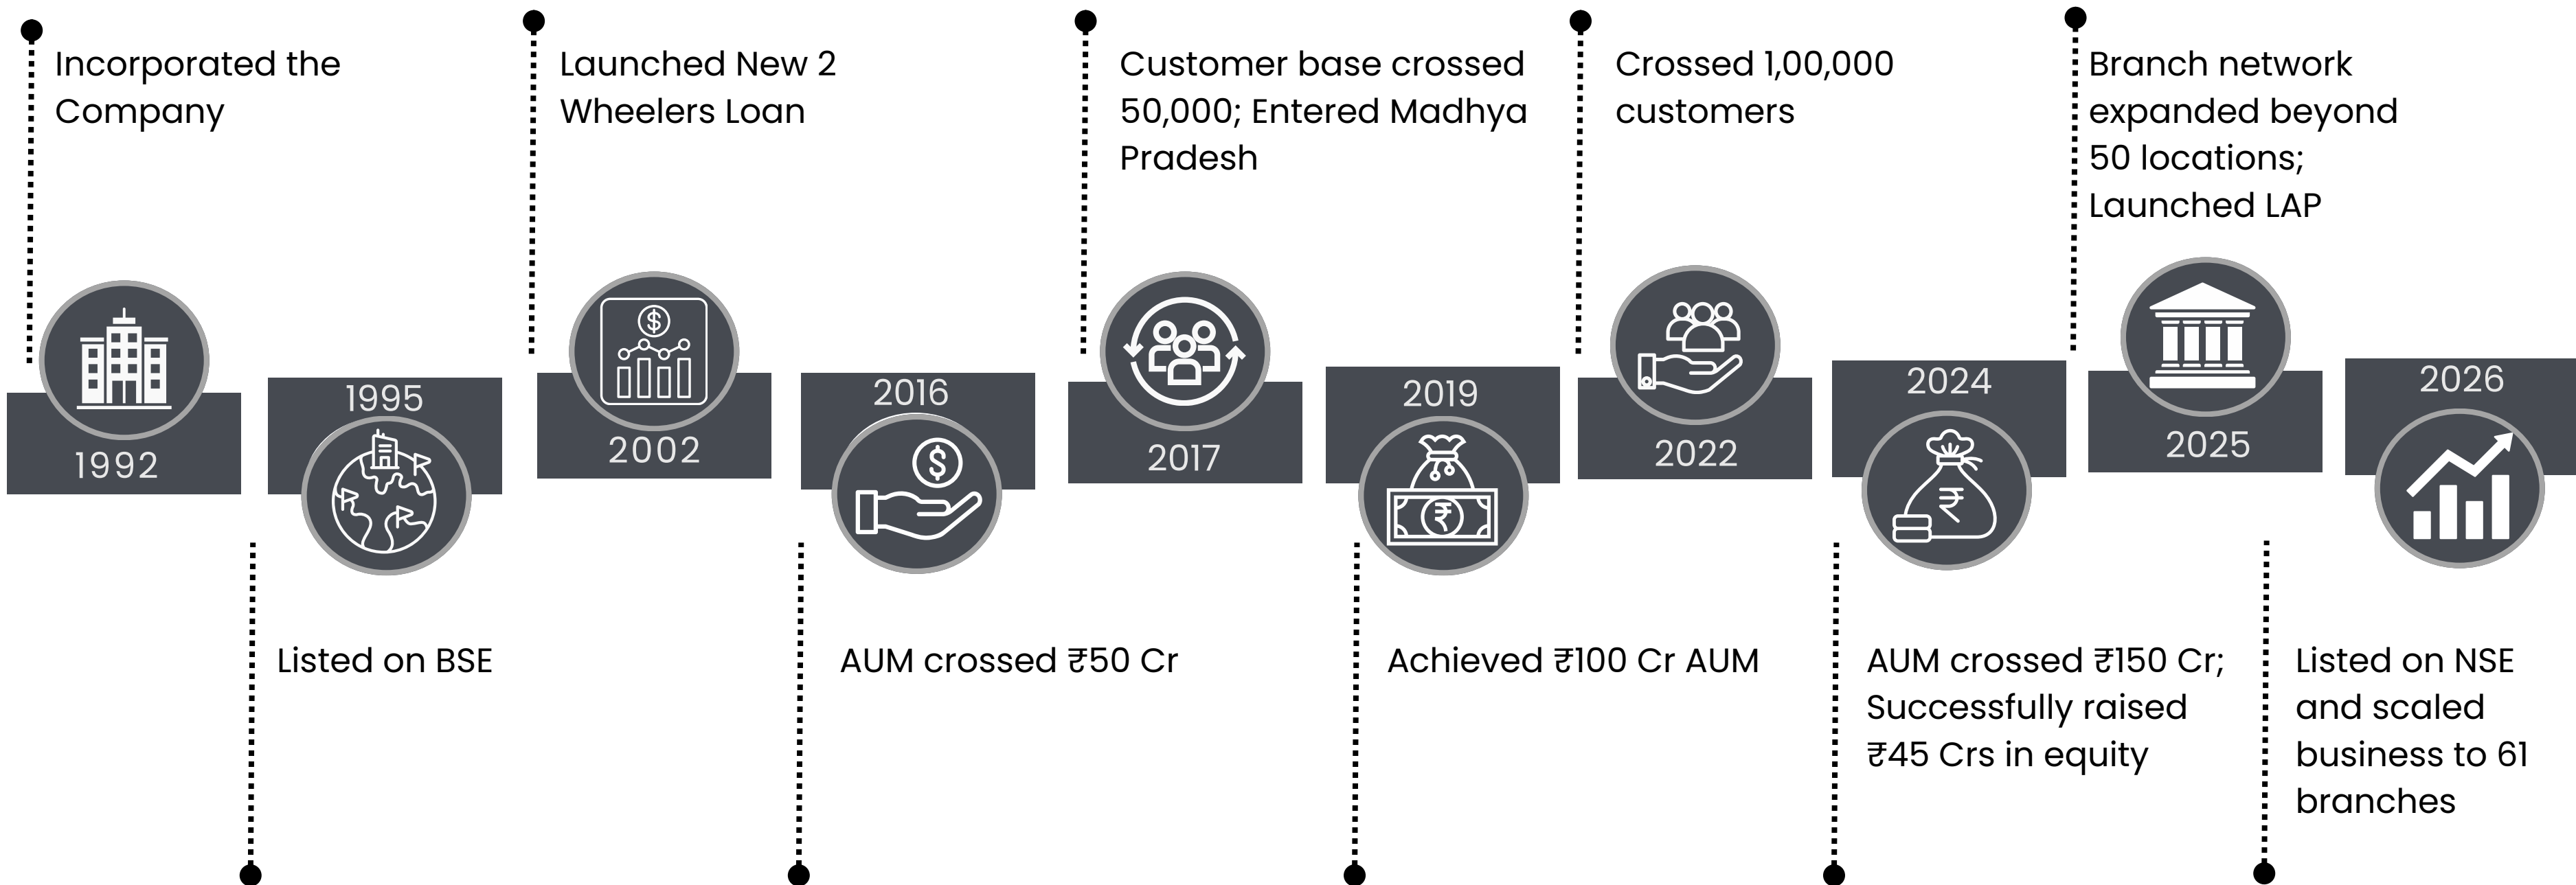 Incorporated the
Company
1992
1995
Listed on BSE
Launched New 2
Wheelers Loan
2002
2016
AUM crossed ₹50 Cr
Customer base crossed
50,000; Entered Madhya
Pradesh
2017
2019
Achieved ₹100 Cr AUM
Crossed 1,00,000
customers
2022
2024
AUM crossed ₹150 Cr;
Successfully raised
₹45 Crs in equity
Branch network
expanded beyond
50 locations;
Launched LAP
2025
2026
Listed on NSE
and scaled
business to 61
branches